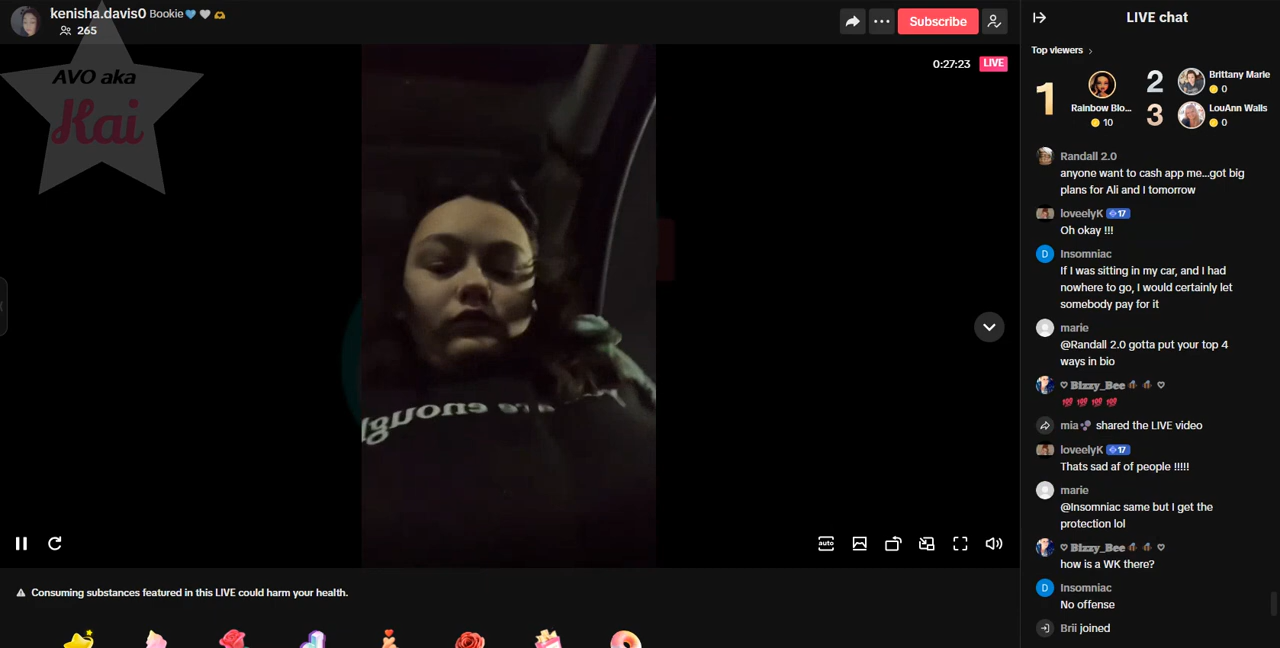 kenisha.davis0 Bookie💙🤍🫶
265
Subscribe
LIVE chat
AVO aka
Kai
0:27:23 LIVE
Top viewers
1
Rainbow Blo...
10
2
Brittany Marie
0
3
LouAnn Walls
0
Randall 2.0
anyone want to cash app me...got big
plans for Ali and I tomorrow
loveelyK 17
Oh okay !!!
D
Insomniac
If I was sitting in my car, and I had
nowhere to go, I would certainly let
somebody pay for it
marie
@Randall 2.0 gotta put your top 4
ways in bio
♡ 𝔹𝕚𝕫𝕫𝕪_𝔹𝕖𝕖 🐝 🐝 ♡
💯 💯 💯 💯
mia shared the LIVE video
loveelyK 17
Thats sad af of people !!!!!
marie
@Insomniac same but I get the
protection lol
♡ 𝔹𝕚𝕫𝕫𝕪_𝔹𝕖𝕖 🐝 🐝 ♡
how is a WK there?
D
Insomniac
No offense
Brii joined
are enough
auto
Consuming substances featured in this LIVE could harm your health.